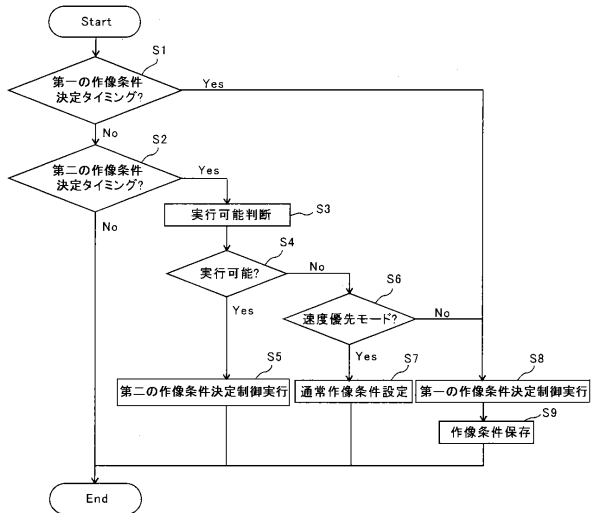 Start
S1
第一の作像条件
決定タイミング?
Yes
No
S2
第二の作像条件
決定タイミング?
Yes
No
S3
実行可能判断
S4
実行可能?
No
Yes
S6
速度優先モード?
No
Yes
S5
第二の作像条件決定制御実行
S7
通常作像条件設定
S8
第一の作像条件決定制御実行
S9
作像条件保存
End